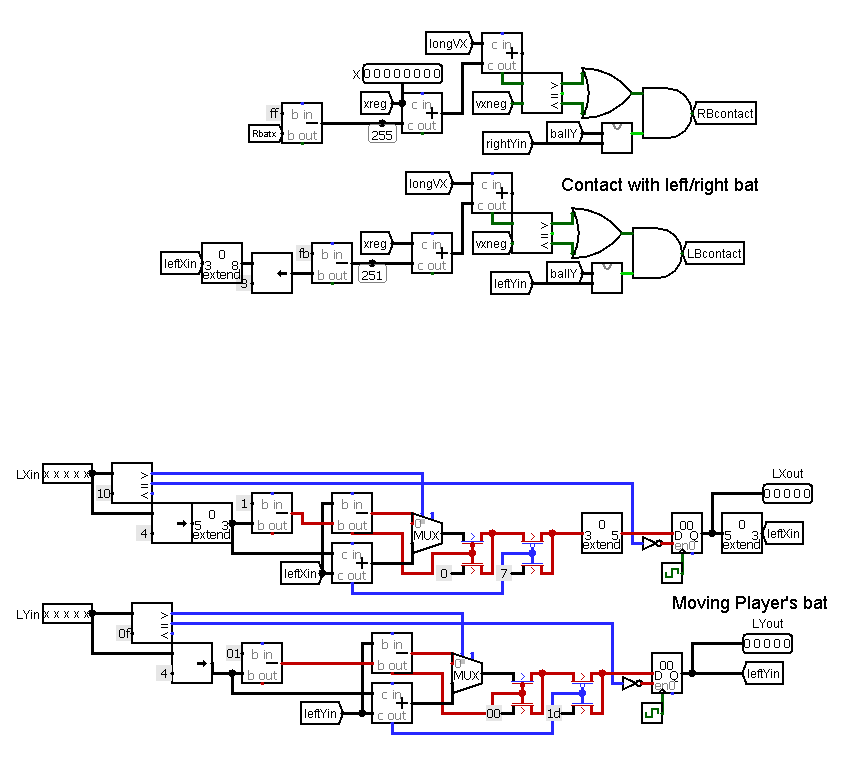 longVX
c in
+
c out
X 00000000
xreg
c in
+
c out
vxneg
< = >
ff
b in
−
b out
Rbatx
255
ballY
rightYin
RBcontact
longVX
c in
+
c out
Contact with left/right bat
xreg
c in
+
c out
vxneg
< = >
LBcontact
leftXin
0
3 8
extend
3
fb
b in
−
b out
251
ballY
leftYin
LXin
x x x x x
< = >
10
4
0
5 3
extend
1
b in
−
b out
b in
−
b out
c in
+
c out
leftXin
0
MUX
0
7
0
3 5
extend
00
D Q
en0
LXout
00000
0
5 3
extend
leftXin
Moving Player's bat
LYin
x x x x x
< = >
0f
4
01
b in
−
b out
b in
−
b out
c in
+
c out
leftYin
0
MUX
00
1d
00
D Q
en0
LYout
00000
leftYin